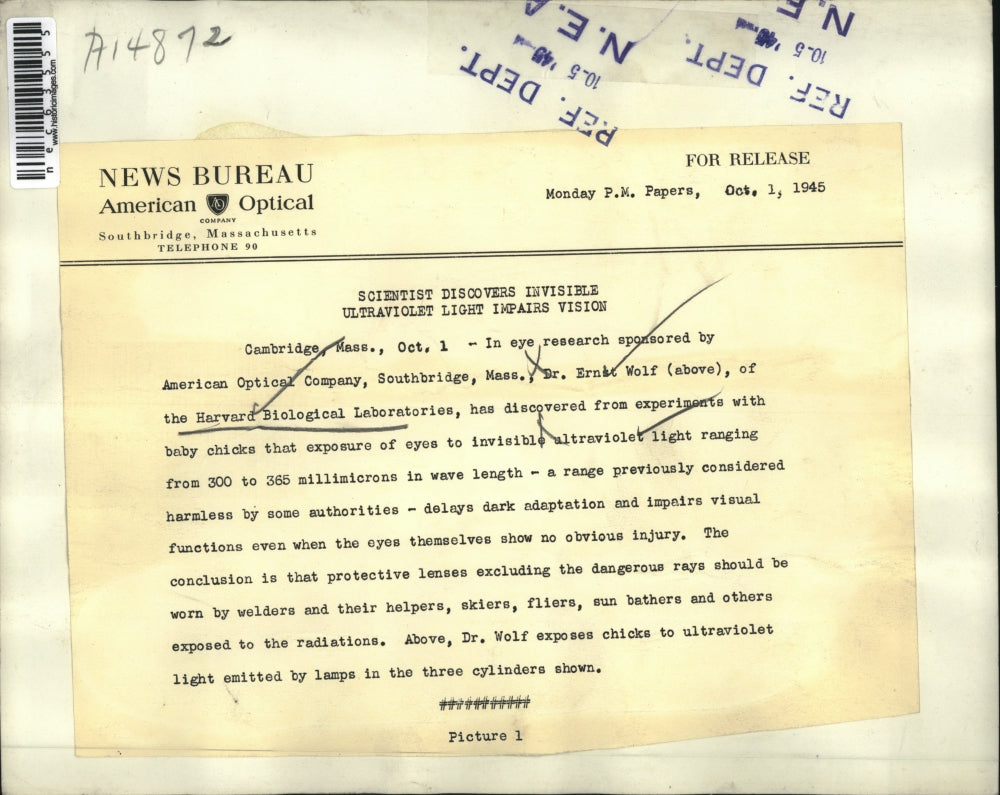 A14872
necc63555
www.historicimages.com
REF. DEPT.
10-5 '45
N.E.A
REF. DEPT.
10-5 '45
N.E
NEWS BUREAU
American AO Optical
COMPANY
Southbridge, Massachusetts
TELEPHONE 90
FOR RELEASE
Monday P.M. Papers, Oct. 1, 1945
SCIENTIST DISCOVERS INVISIBLE
ULTRAVIOLET LIGHT IMPAIRS VISION
Cambridge, Mass., Oct. 1 - In eye research sponsored by
American Optical Company, Southbridge, Mass., Dr. Ernst Wolf (above), of
the Harvard Biological Laboratories, has discovered from experiments with
baby chicks that exposure of eyes to invisible ultraviolet light ranging
from 300 to 365 millimicrons in wave length - a range previously considered
harmless by some authorities - delays dark adaptation and impairs visual
functions even when the eyes themselves show no obvious injury. The
conclusion is that protective lenses excluding the dangerous rays should be
worn by welders and their helpers, skiers, fliers, sun bathers and others
exposed to the radiations. Above, Dr. Wolf exposes chicks to ultraviolet
light emitted by lamps in the three cylinders shown.
###########
Picture 1